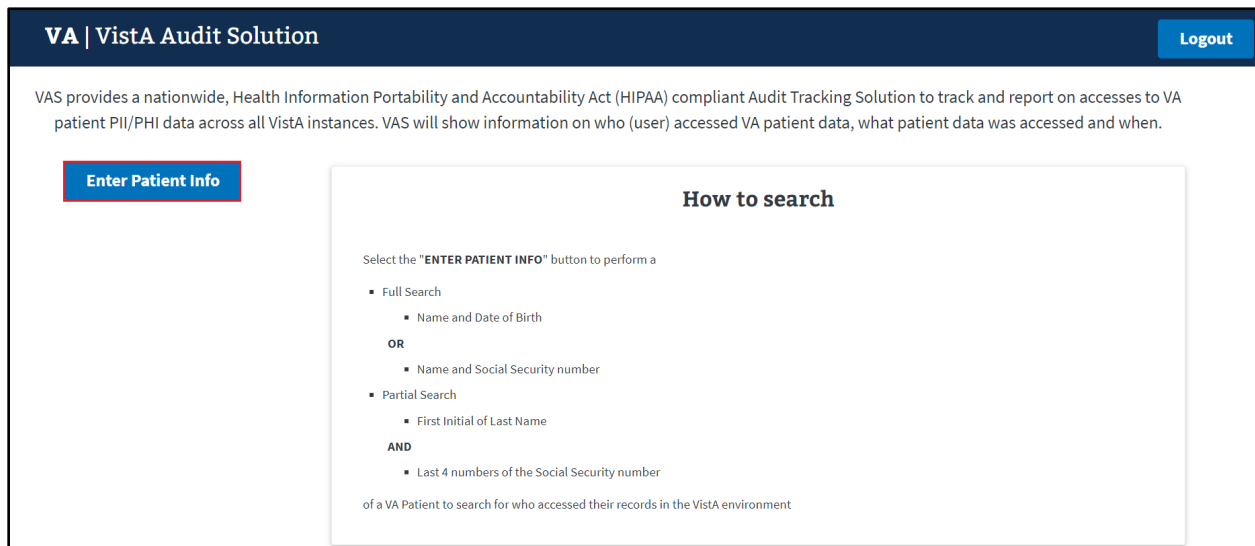 VA | VistA Audit Solution
Logout
VAS provides a nationwide, Health Information Portability and Accountability Act (HIPAA) compliant Audit Tracking Solution to track and report on accesses to VA
patient PII/PHI data across all VistA instances. VAS will show information on who (user) accessed VA patient data, what patient data was accessed and when.
Enter Patient Info
How to search
Select the "ENTER PATIENT INFO" button to perform a
▪ Full Search
▪ Name and Date of Birth
OR
▪ Name and Social Security number
▪ Partial Search
▪ First Initial of Last Name
AND
▪ Last 4 numbers of the Social Security number
of a VA Patient to search for who accessed their records in the VistA environment